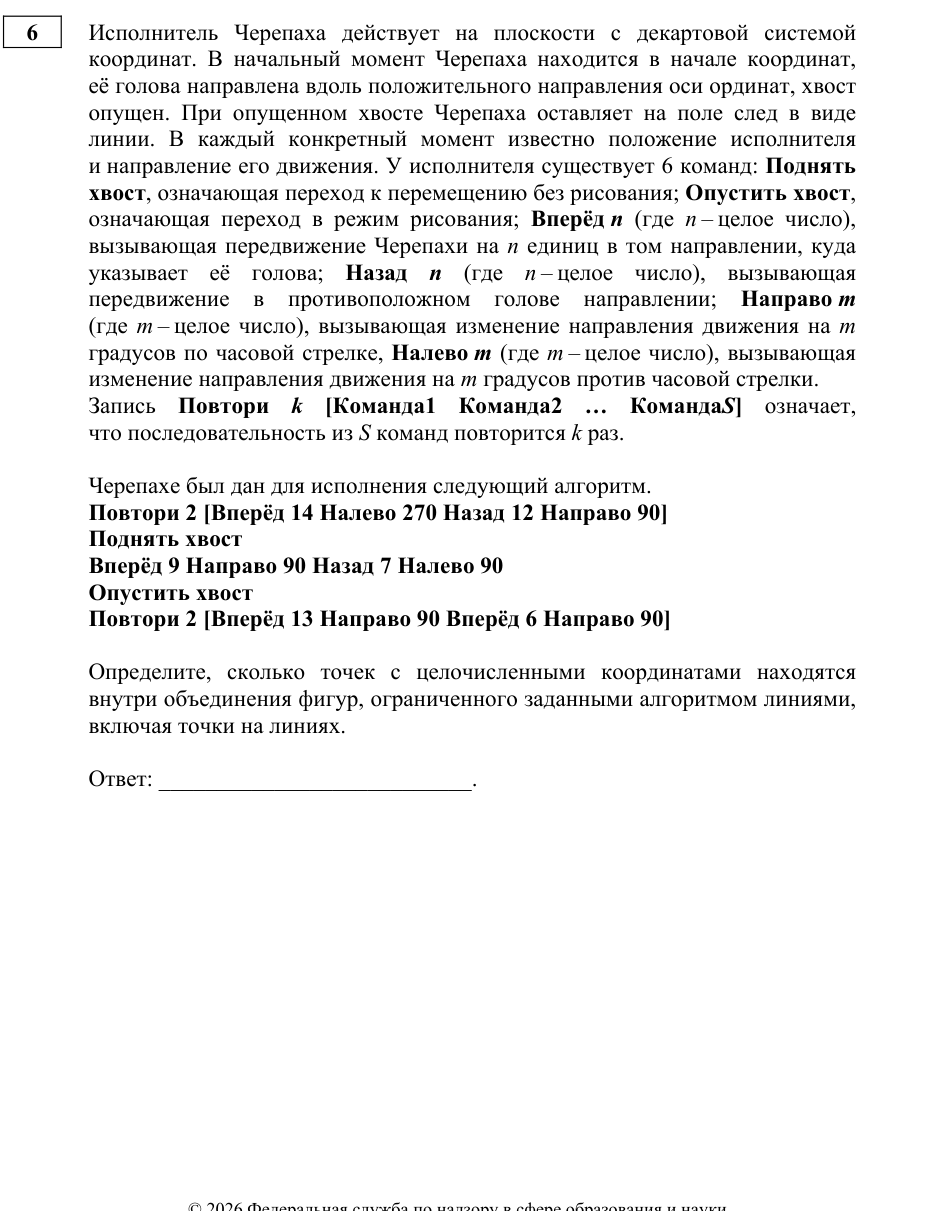 6
Исполнитель Черепаха действует на плоскости с декартовой системой
координат. В начальный момент Черепаха находится в начале координат,
её голова направлена вдоль положительного направления оси ординат, хвост
опущен. При опущенном хвосте Черепаха оставляет на поле след в виде
линии. В каждый конкретный момент известно положение исполнителя
и направление его движения. У исполнителя существует 6 команд: Поднять
хвост, означающая переход к перемещению без рисования; Опустить хвост,
означающая переход в режим рисования; Вперёд n (где n – целое число),
вызывающая передвижение Черепахи на n единиц в том направлении, куда
указывает её голова; Назад n (где n – целое число), вызывающая
передвижение в противоположном голове направлении; Направо m
(где m – целое число), вызывающая изменение направления движения на m
градусов по часовой стрелке, Налево m (где m – целое число), вызывающая
изменение направления движения на m градусов против часовой стрелки.
Запись Повтори k [Команда1 Команда2 … КомандаS] означает,
что последовательность из S команд повторится k раз.
Черепахе был дан для исполнения следующий алгоритм.
Повтори 2 [Вперёд 14 Налево 270 Назад 12 Направо 90]
Поднять хвост
Вперёд 9 Направо 90 Назад 7 Налево 90
Опустить хвост
Повтори 2 [Вперёд 13 Направо 90 Вперёд 6 Направо 90]
Определите, сколько точек с целочисленными координатами находятся
внутри объединения фигур, ограниченного заданными алгоритмом линиями,
включая точки на линиях.
Ответ: ___________________________.
© 2026 Федеральная служба по надзору в сфере образования и науки